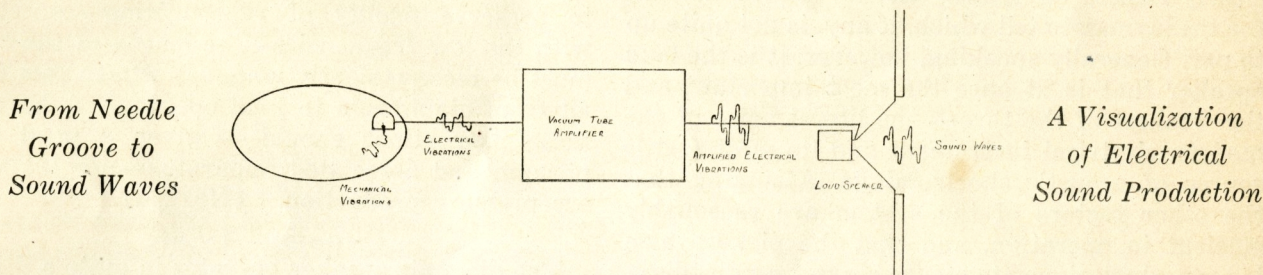 From Needle
Groove to
Sound Waves
MECHANICAL
VIBRATIONS
ELECTRICAL
VIBRATIONS
VACUUM TUBE
AMPLIFIER
AMPLIFIED ELECTRICAL
VIBRATIONS
LOUD SPEAKER
SOUND WAVES
A Visualization
of Electrical
Sound Production